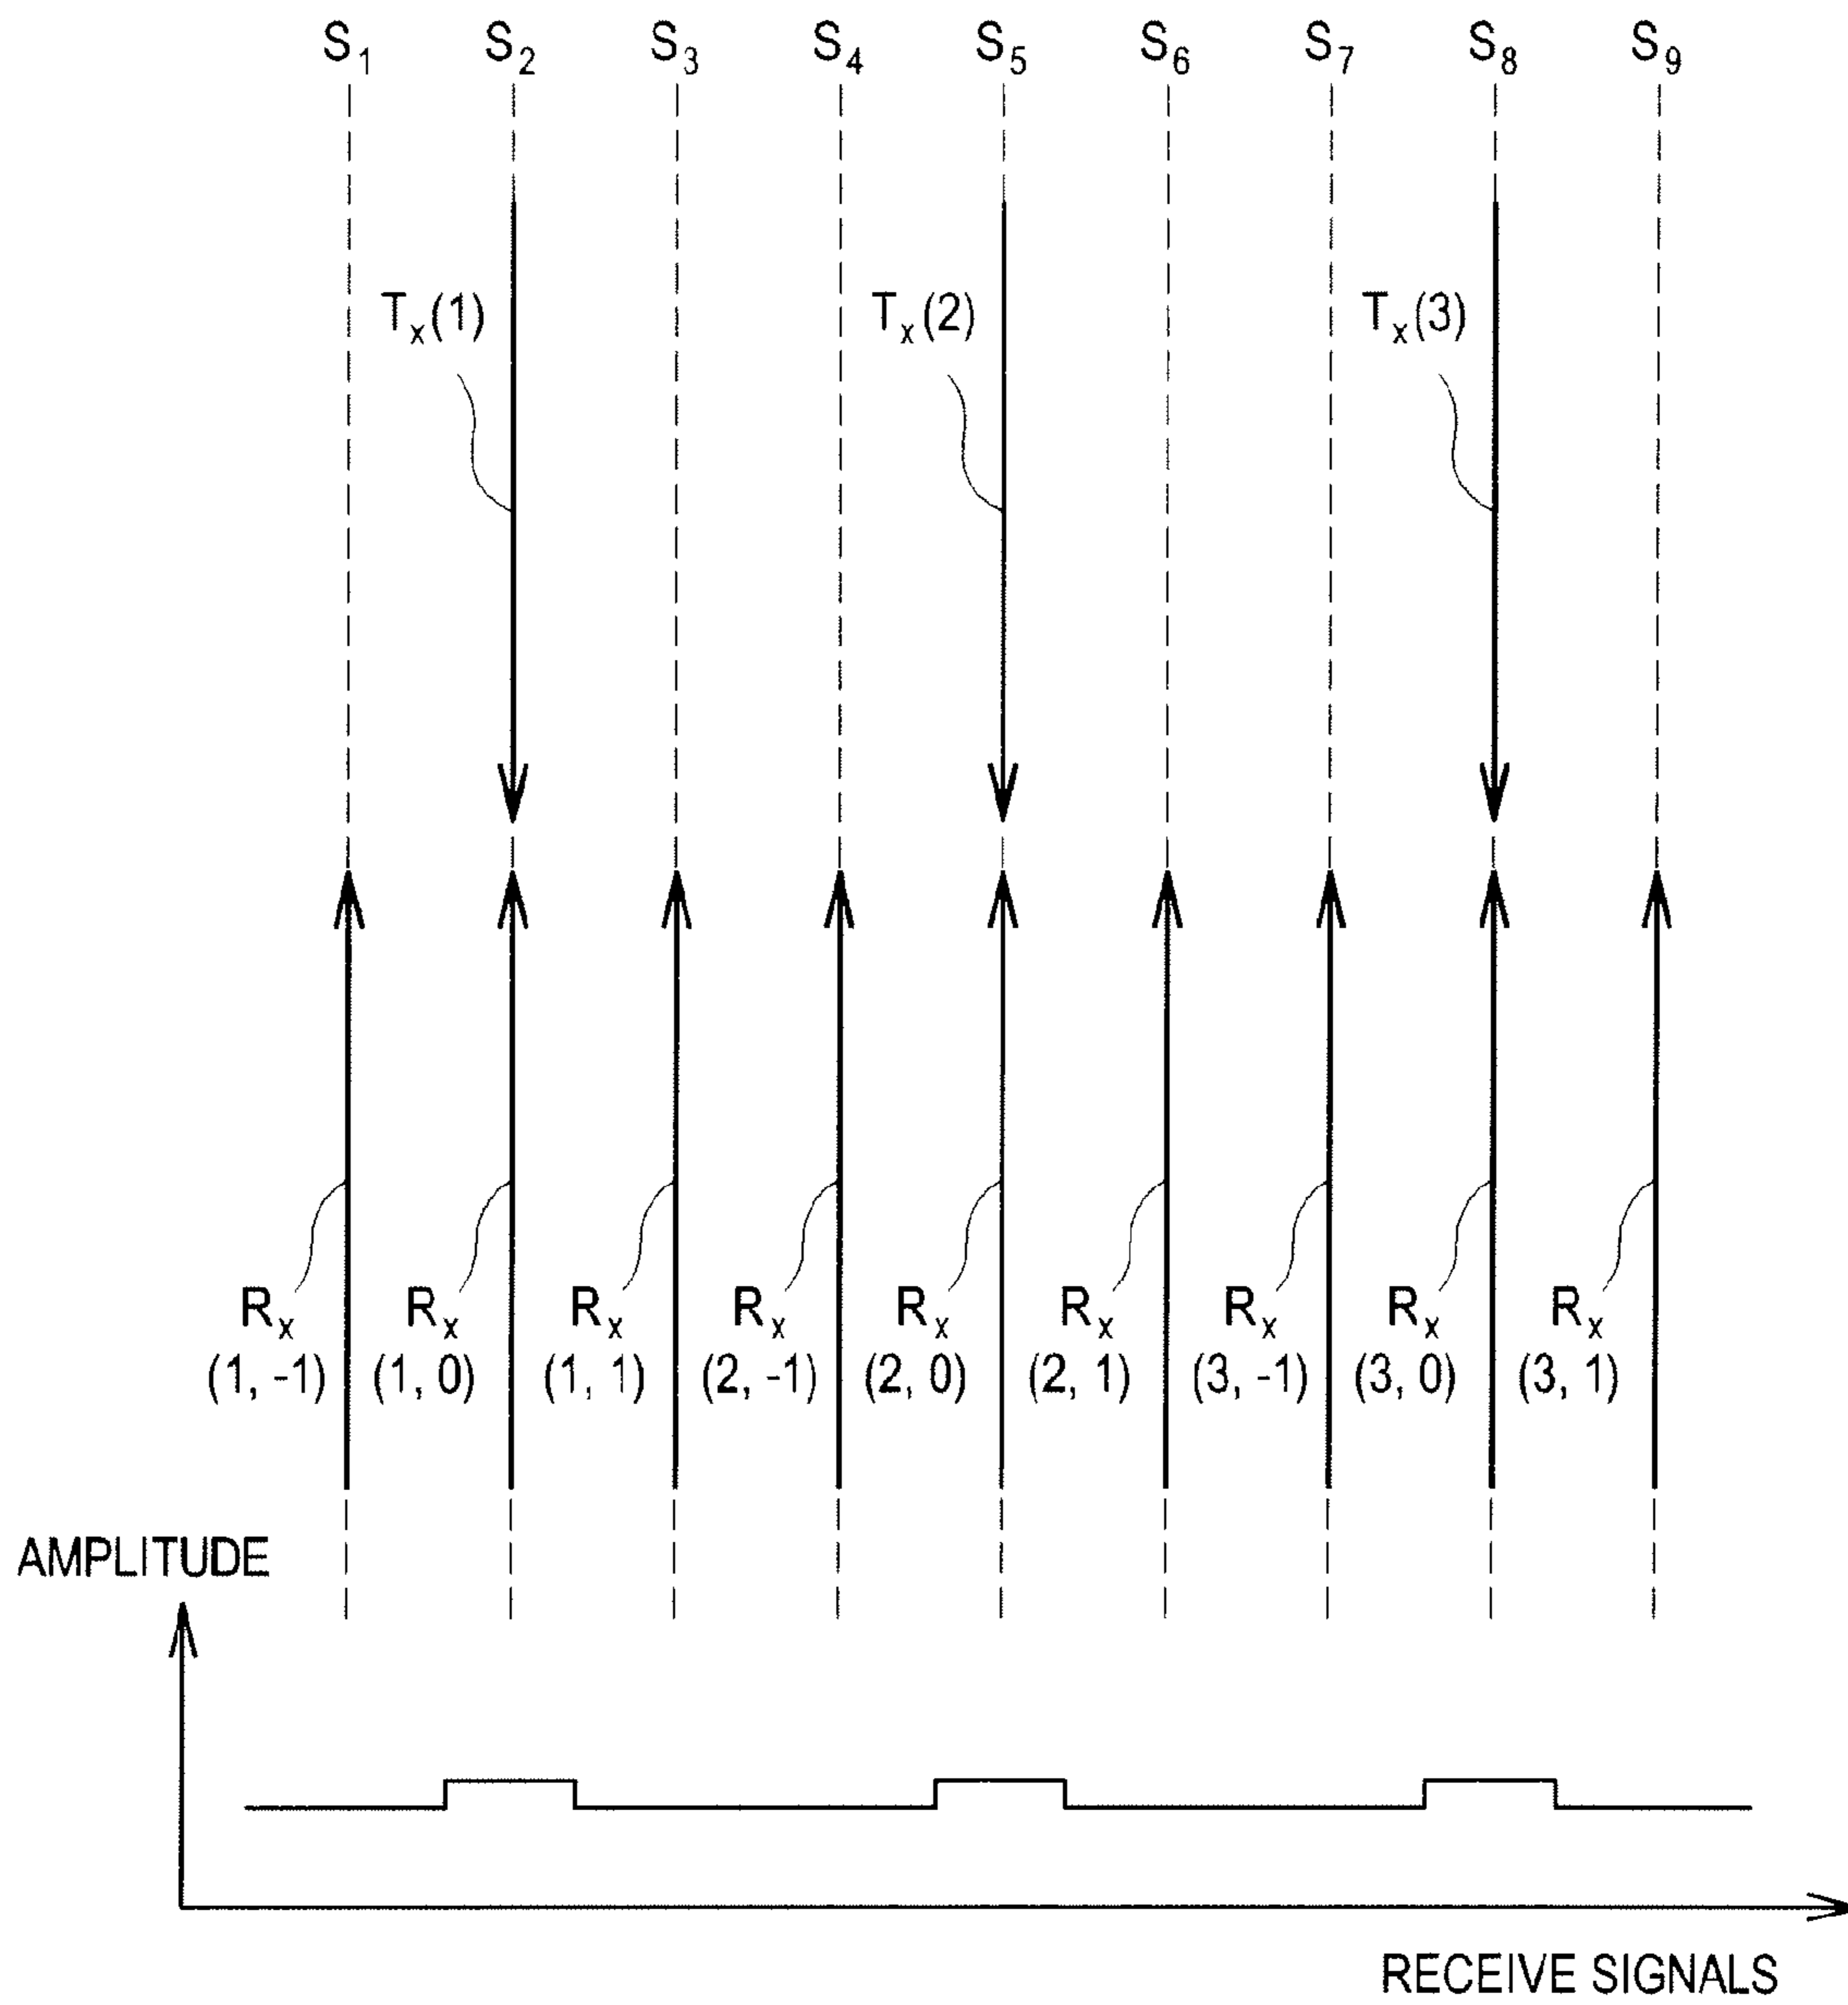 S1 S2 S3 S4 S5 S6 S7 S8 S9
Tx(1) Tx(2) Tx(3)
Rx Rx Rx Rx Rx Rx Rx Rx Rx
(1, -1) (1, 0) (1, 1) (2, -1) (2, 0) (2, 1) (3, -1) (3, 0) (3, 1)
AMPLITUDE
RECEIVE SIGNALS